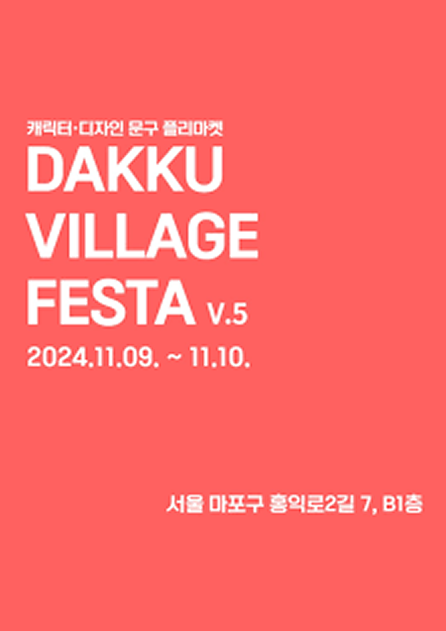 캐릭터·디자인 문구 플리마켓
DAKKU
VILLAGE
FESTA V.5
2024.11.09. ~ 11.10.
서울 마포구 홍익로2길 7, B1층